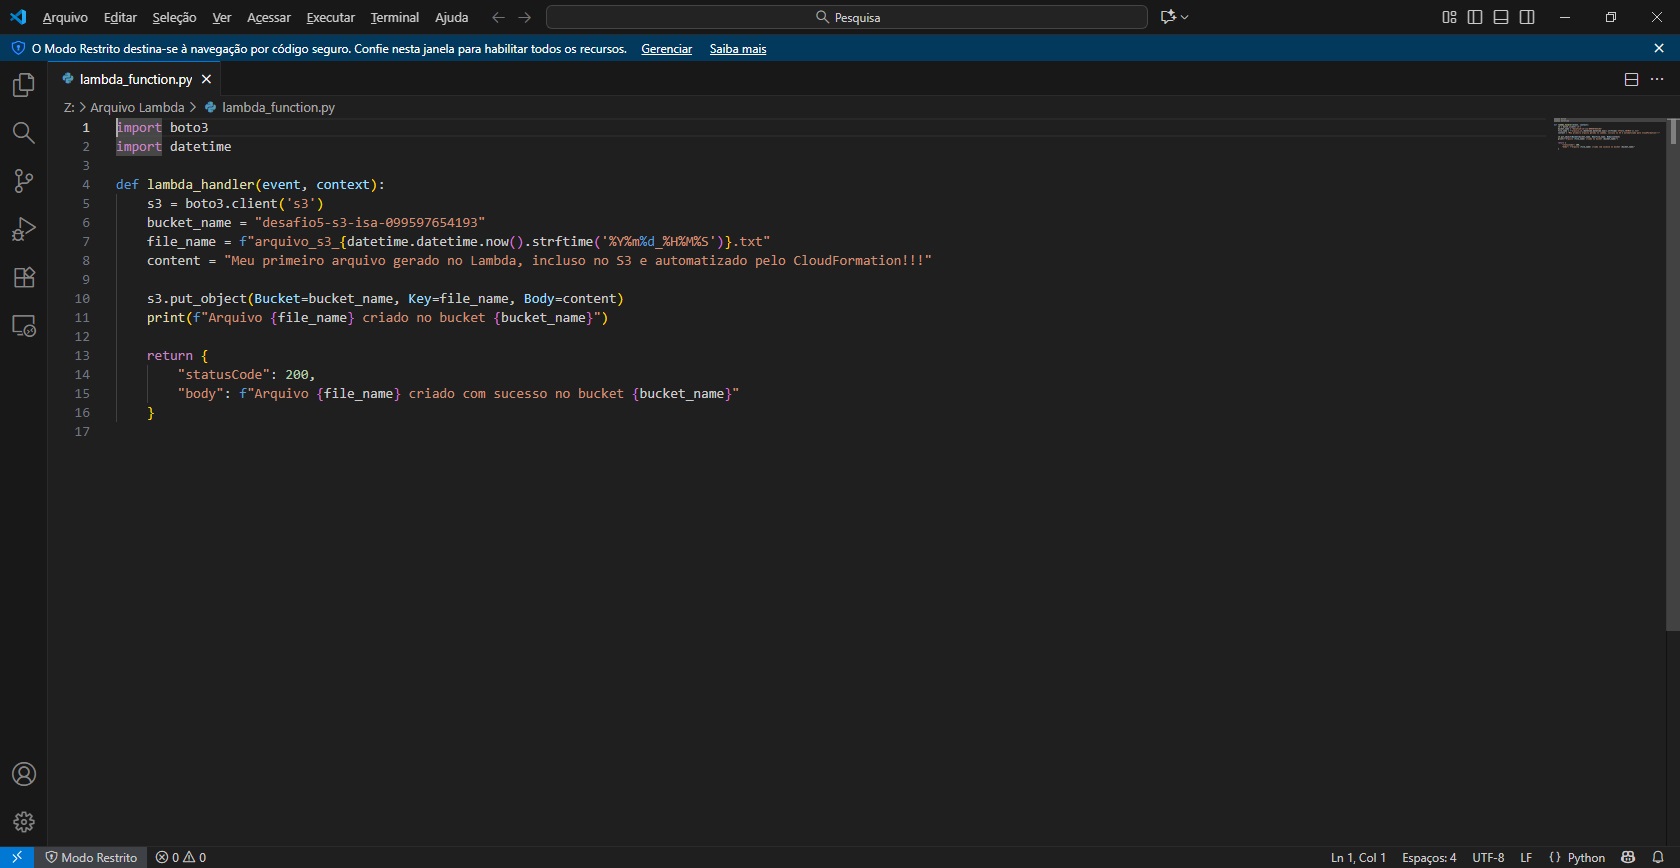 Arquivo Editar Seleção Ver Acessar Executar Terminal Ajuda Pesquisa
O Modo Restrito destina-se à navegação por código seguro. Confie nesta janela para habilitar todos os recursos. Gerenciar Saiba mais
lambda_function.py
Z: > Arquivo Lambda > lambda_function.py
1 import boto3
2 import datetime
3
4 def lambda_handler(event, context):
5     s3 = boto3.client('s3')
6     bucket_name = "desafio5-s3-isa-099597654193"
7     file_name = f"arquivo_s3_{datetime.datetime.now().strftime('%Y%m%d_%H%M%S')}.txt"
8     content = "Meu primeiro arquivo gerado no Lambda, incluso no S3 e automatizado pelo CloudFormation!!!"
9
10     s3.put_object(Bucket=bucket_name, Key=file_name, Body=content)
11     print(f"Arquivo {file_name} criado no bucket {bucket_name}")
12
13     return {
14         "statusCode": 200,
15         "body": f"Arquivo {file_name} criado com sucesso no bucket {bucket_name}"
16     }
17
Modo Restrito 0 0 Ln 1, Col 1 Espaços: 4 UTF-8 LF {} Python